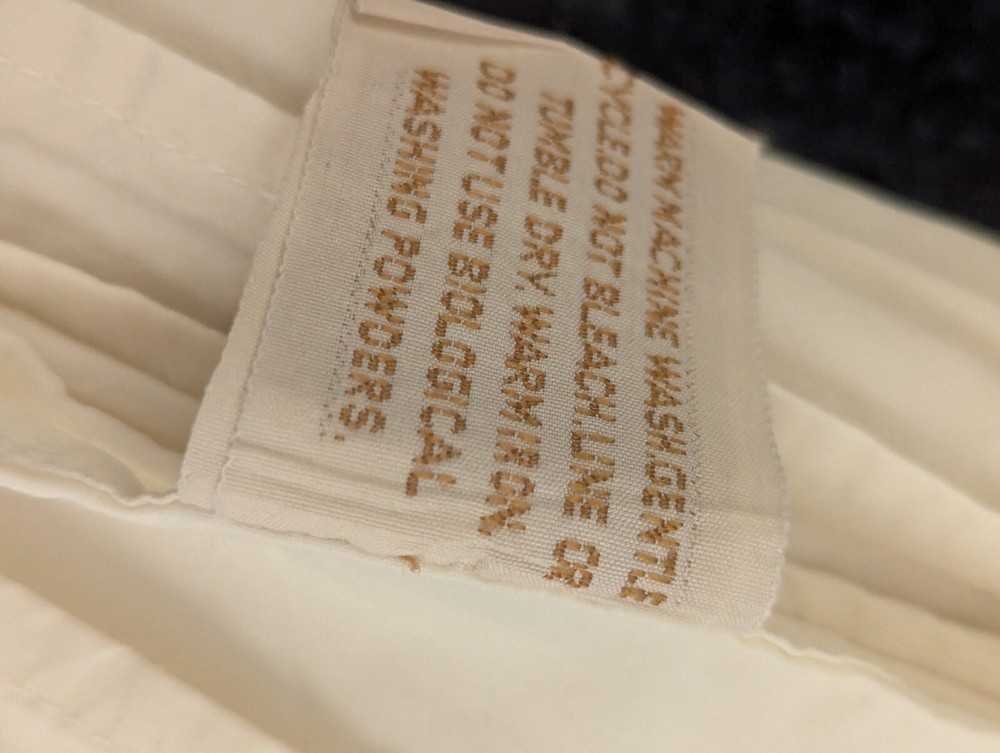 WARM MACHINE WASH.GENTLE
CYCLE.DO NOT BLEACH.LINE OR
TUMBLE DRY. WARM IRON.
DO NOT USE BIOLGGICAL
WASHING POWDERS.